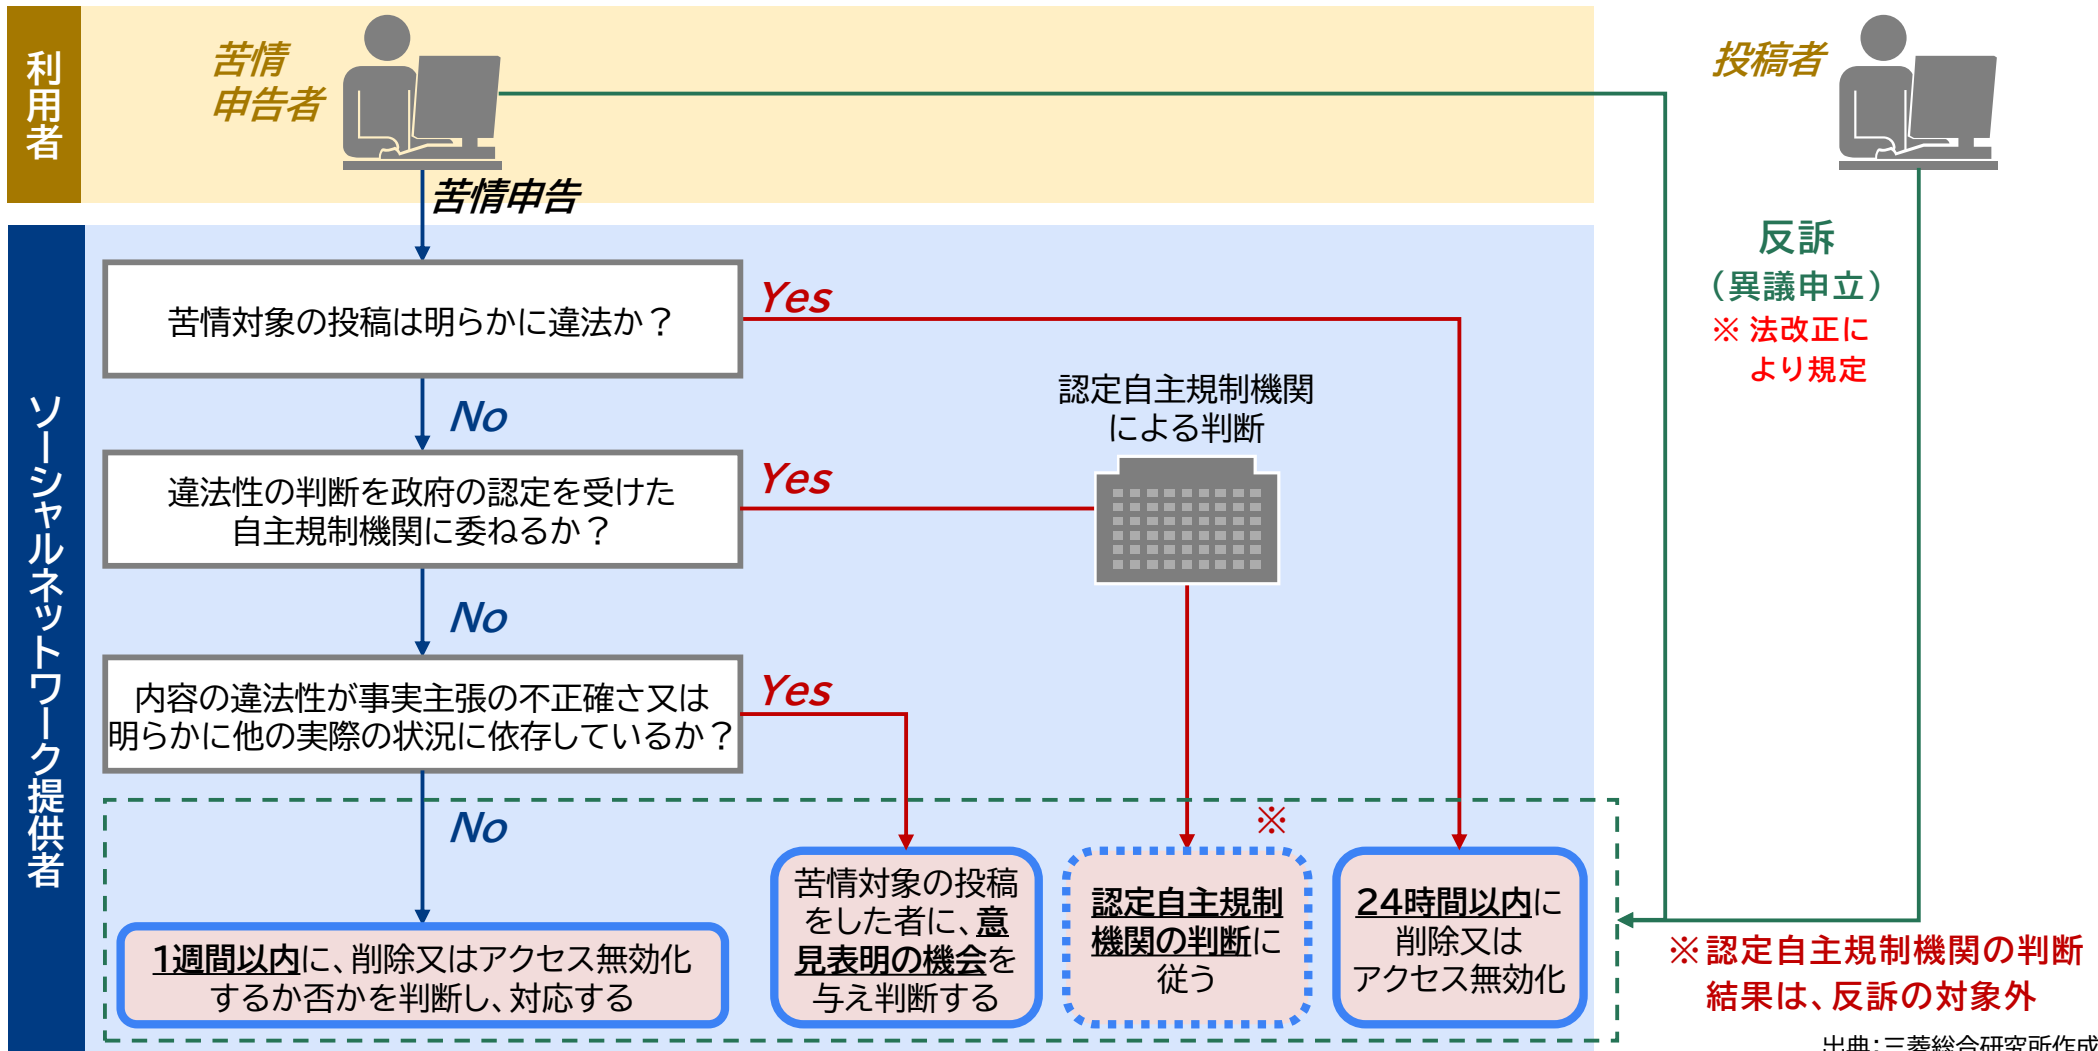 利用者
苦情
申告者
投稿者
苦情申告
反訴
（異議申立）
※ 法改正に
より規定
ソーシャルネットワーク提供者
苦情対象の投稿は明らかに違法か？
Yes
No
認定自主規制機関
による判断
違法性の判断を政府の認定を受けた
自主規制機関に委ねるか？
Yes
No
内容の違法性が事実主張の不正確さ又は
明らかに他の実際の状況に依存しているか？
Yes
No
※
1週間以内に、削除又はアクセス無効化
するか否かを判断し、対応する
苦情対象の投稿
をした者に、意
見表明の機会を
与え判断する
認定自主規制
機関の判断に
従う
24時間以内に
削除又は
アクセス無効化
※認定自主規制機関の判断
結果は、反訴の対象外
出典：三菱総合研究所作成